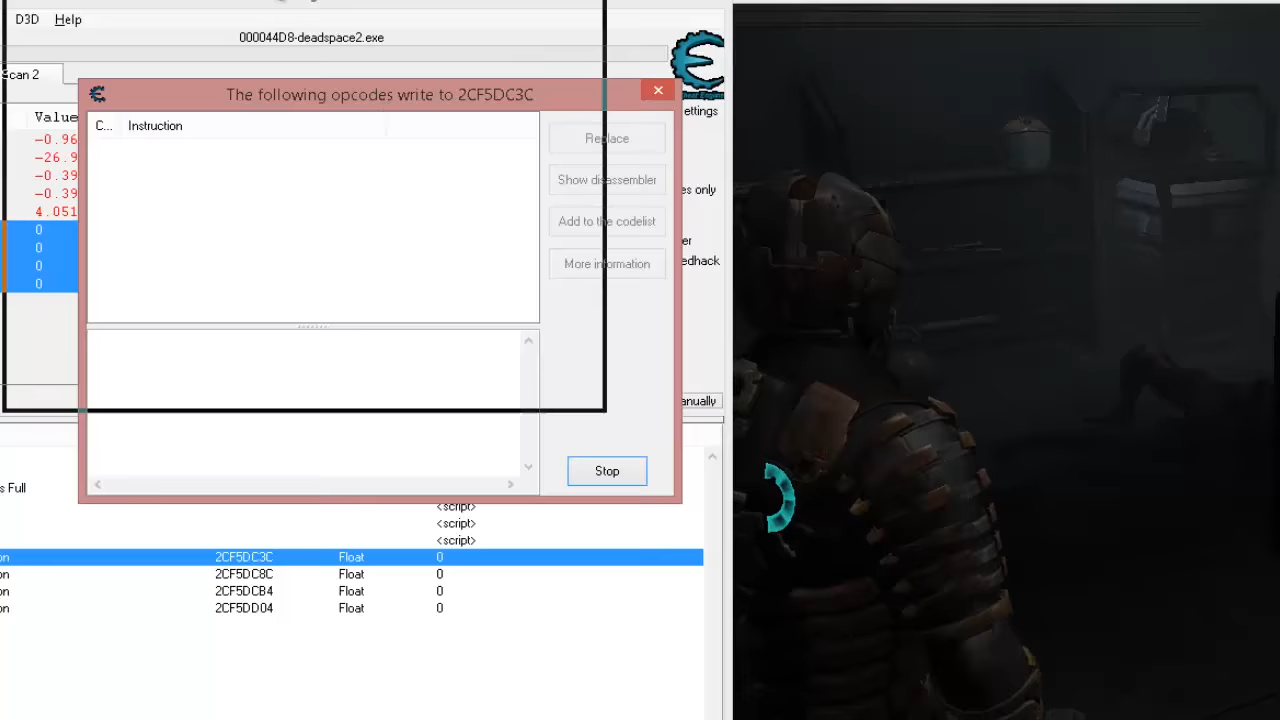 D3D Help
000044D8-deadspace2.exe
can 2
The following opcodes write to 2CF5DC3C
ettings
C... Instruction
Value
-0.96
-26.9
-0.39
-0.39
4.051
0
0
0
0
Replace
Show disassembler
Add to the codelist
More information
es only
er
edhack
anually
Stop
s Full
<script>
<script>
<script>
on 2CF5DC3C Float 0
on 2CF5DC8C Float 0
on 2CF5DCB4 Float 0
on 2CF5DD04 Float 0